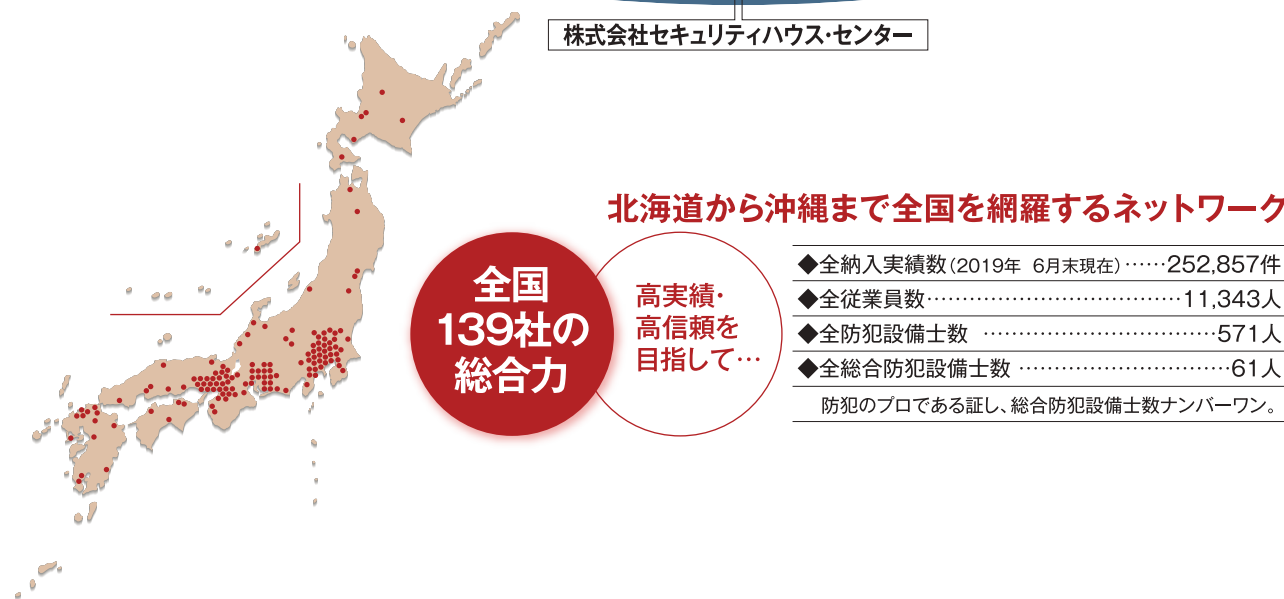 株式会社セキュリティハウス・センター
北海道から沖縄まで全国を網羅するネットワーク
全国
139社の
総合力
高実績・
高信頼を
目指して…
◆全納入実績数（2019年 6月末現在）……252,857件
◆全従業員数………………………………11,343人
◆全防犯設備士数 ……………………………571人
◆全総合防犯設備士数 …………………………61人
防犯のプロである証し、総合防犯設備士数ナンバーワン。